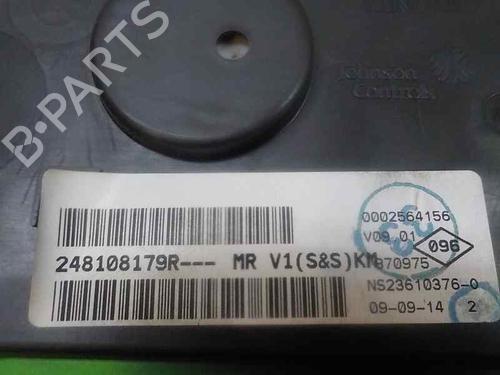 B-PARTS
Johnson
Controls
0002564156
V09.01
096
870975
248108179R--- MR V1(S&S)KM
NS23610376-0
09-09-14 2